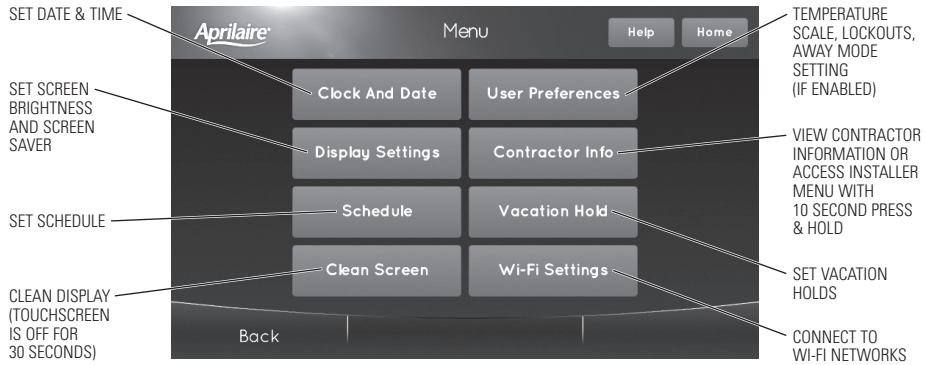 SET DATE & TIME
SET SCREEN
BRIGHTNESS
AND SCREEN
SAVER
SET SCHEDULE
CLEAN DISPLAY
(TOUCHSCREEN
IS OFF FOR
30 SECONDS)
Aprilaire
Menu
Help
Home
Clock And Date
User Preferences
Display Settings
Contractor Info
Schedule
Vacation Hold
Clean Screen
Wi-Fi Settings
Back
TEMPERATURE
SCALE, LOCKOUTS,
AWAY MODE
SETTING
(IF ENABLED)
VIEW CONTRACTOR
INFORMATION OR
ACCESS INSTALLER
MENU WITH
10 SECOND PRESS
& HOLD
SET VACATION
HOLDS
CONNECT TO
WI-FI NETWORKS